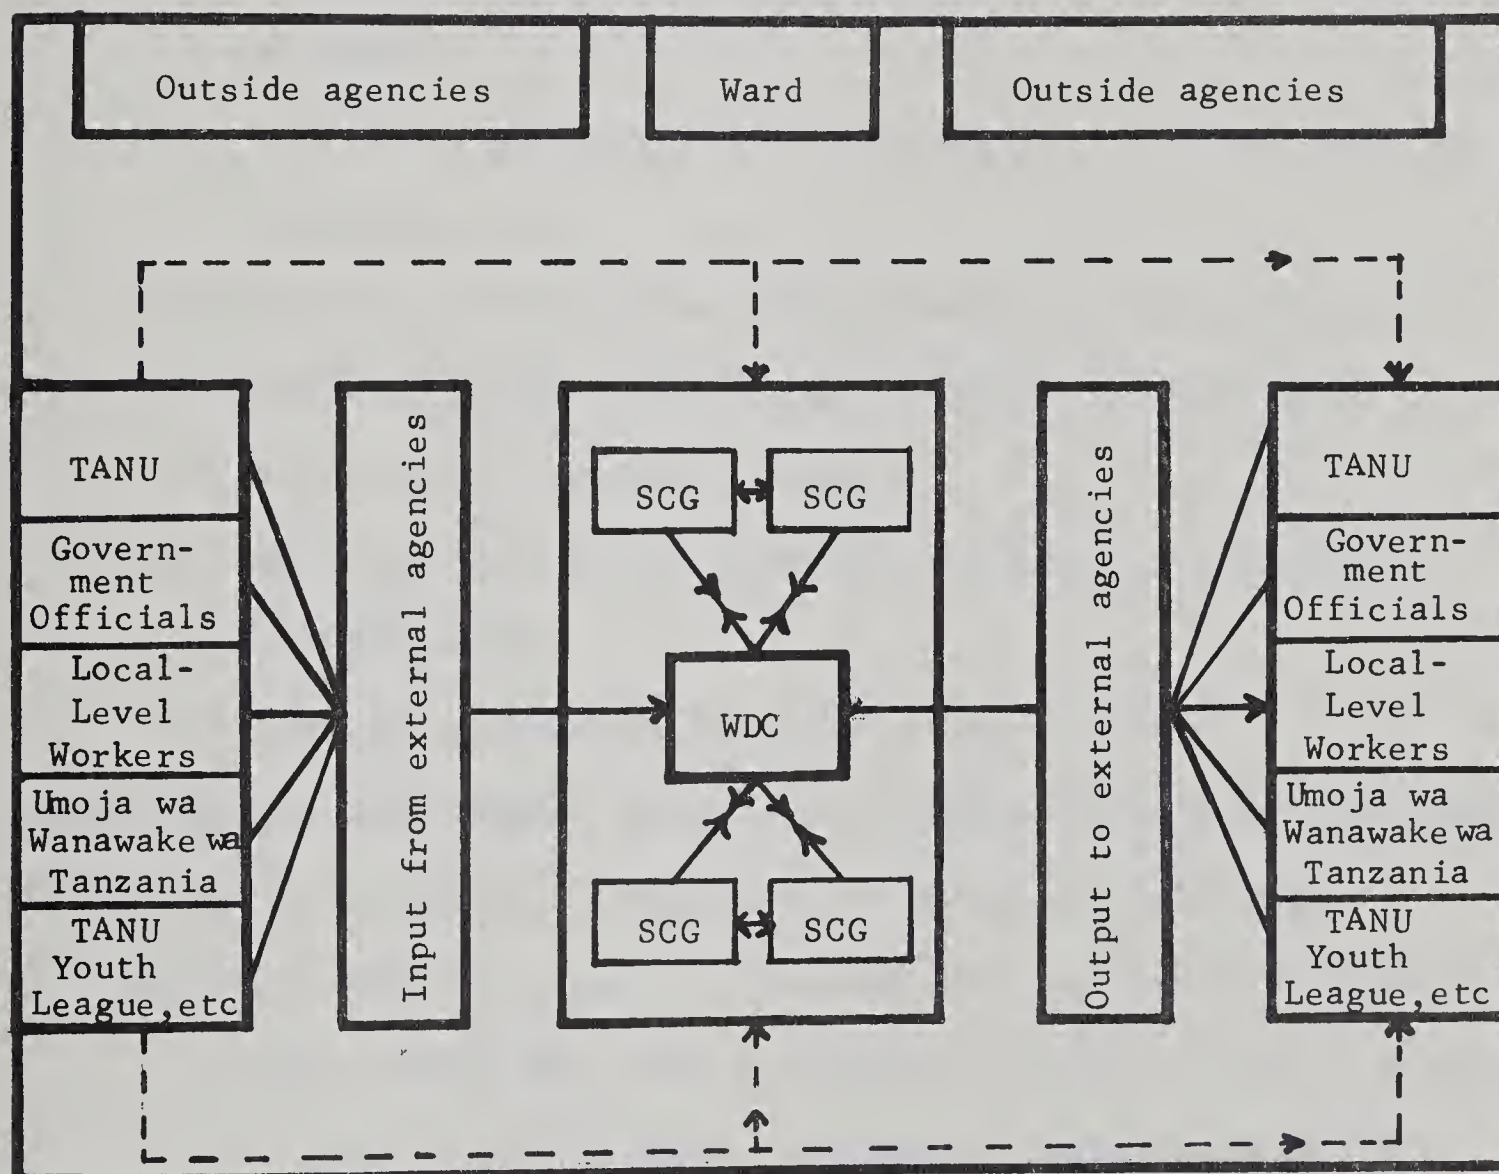 Outside agencies
Ward
Outside agencies
TANU
Govern-
ment
Officials
Local-
Level
Workers
Umoja wa
Wanawake wa
Tanzania
TANU
Youth
League,etc
Input from external agencies
SCG
SCG
WDC
SCG
SCG
Output to external agencies
TANU
Govern-
ment
Officials
Local-
Level
Workers
Umoja wa
Wanawake wa
Tanzania
TANU
Youth
League,etc